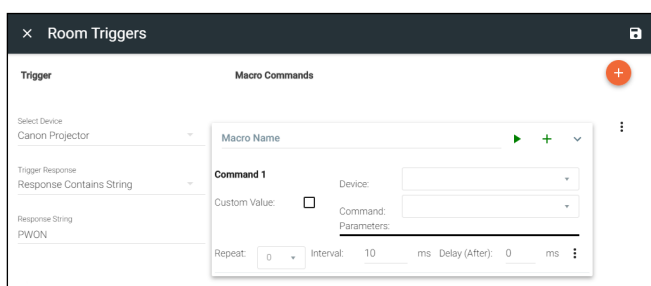 Room Triggers
Trigger
Macro Commands
Select Device
Canon Projector
Macro Name
Trigger Response
Response Contains String
Command 1
Device:
Custom Value:
Command:
Parameters:
Response String
PWON
Repeat: 0 Interval: 10 ms Delay (After): 0 ms